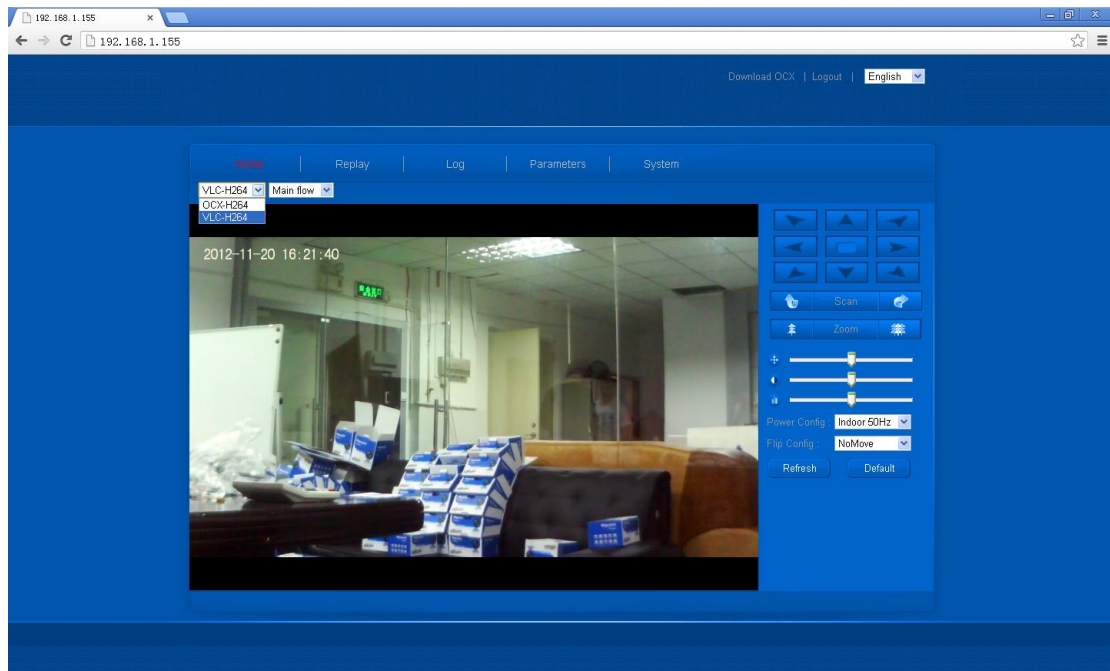 192.168.1.155
192.168.1.155
Download OCX | Logout | English
Home | Replay | Log | Parameters | System
VLC-H264 Main flow
OCX-H264
VLC-H264
2012-11-20 16:21:40
Scan
Zoom
Power Config : Indoor 50Hz
Flip Config : NoMove
Refresh Default